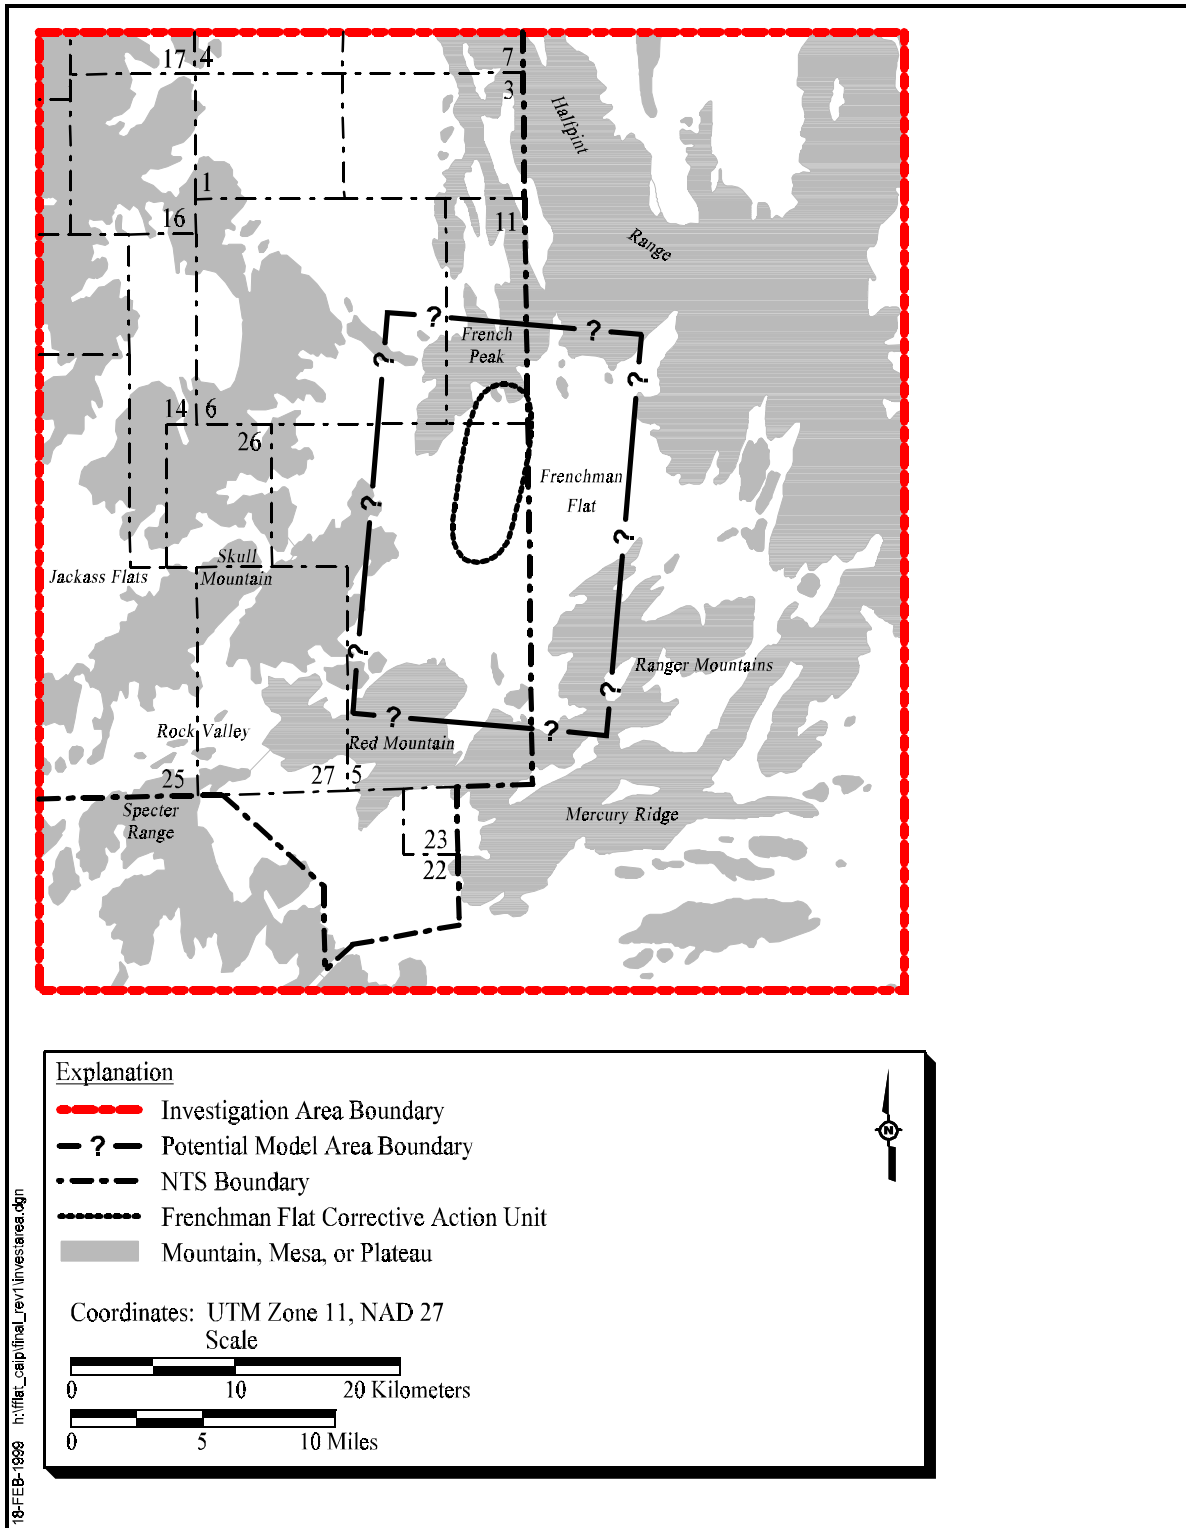 17 4
7
3
Halfpint
1
16
11
Range
?
?
French
Peak
?
?
14 6
26
Frenchman
Flat
?
?
Skull
Mountain
Jackass Flats
?
Ranger Mountains
?
?
?
Rock Valley
Red Mountain
25
27 5
Specter
Range
Mercury Ridge
23
22
Explanation
Investigation Area Boundary
? Potential Model Area Boundary
NTS Boundary
Frenchman Flat Corrective Action Unit
Mountain, Mesa, or Plateau
N
Coordinates: UTM Zone 11, NAD 27
Scale
0 10 20 Kilometers
0 5 10 Miles
18-FEB-1999 h:\fflat_caip\final_rev1\investarea.dgn